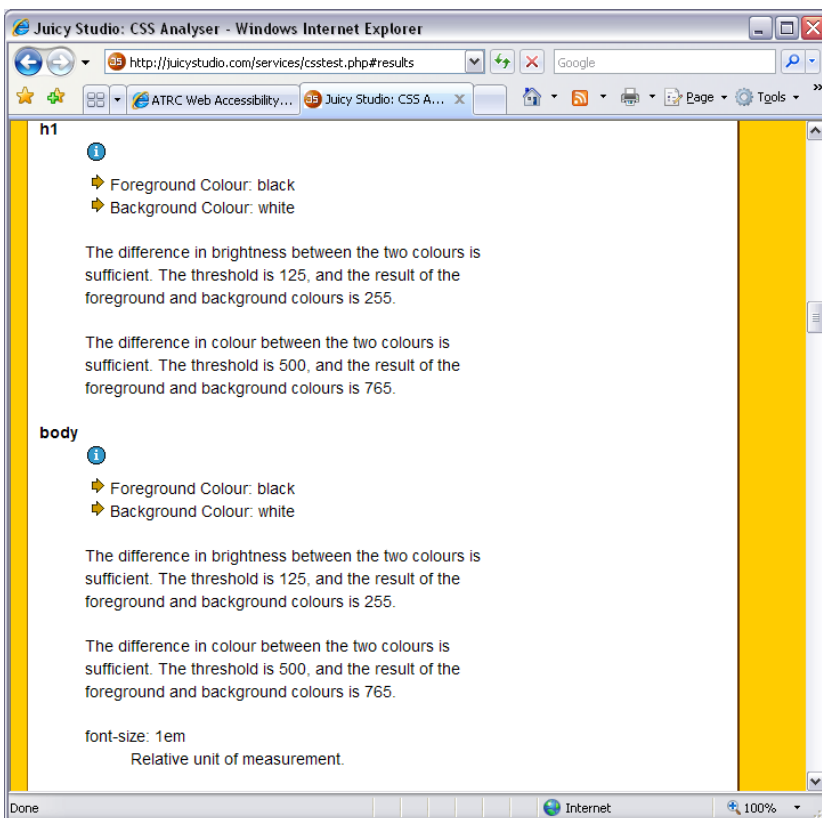 Juicy Studio: CSS Analyser - Windows Internet Explorer
http://juicystudio.com/services/csstest.php#results
Google
ATRC Web Accessibility... Juicy Studio: CSS A... Page Tools
h1
Foreground Colour: black
Background Colour: white
The difference in brightness between the two colours is
sufficient. The threshold is 125, and the result of the
foreground and background colours is 255.
The difference in colour between the two colours is
sufficient. The threshold is 500, and the result of the
foreground and background colours is 765.
body
Foreground Colour: black
Background Colour: white
The difference in brightness between the two colours is
sufficient. The threshold is 125, and the result of the
foreground and background colours is 255.
The difference in colour between the two colours is
sufficient. The threshold is 500, and the result of the
foreground and background colours is 765.
font-size: 1em
Relative unit of measurement.
Done Internet 100%